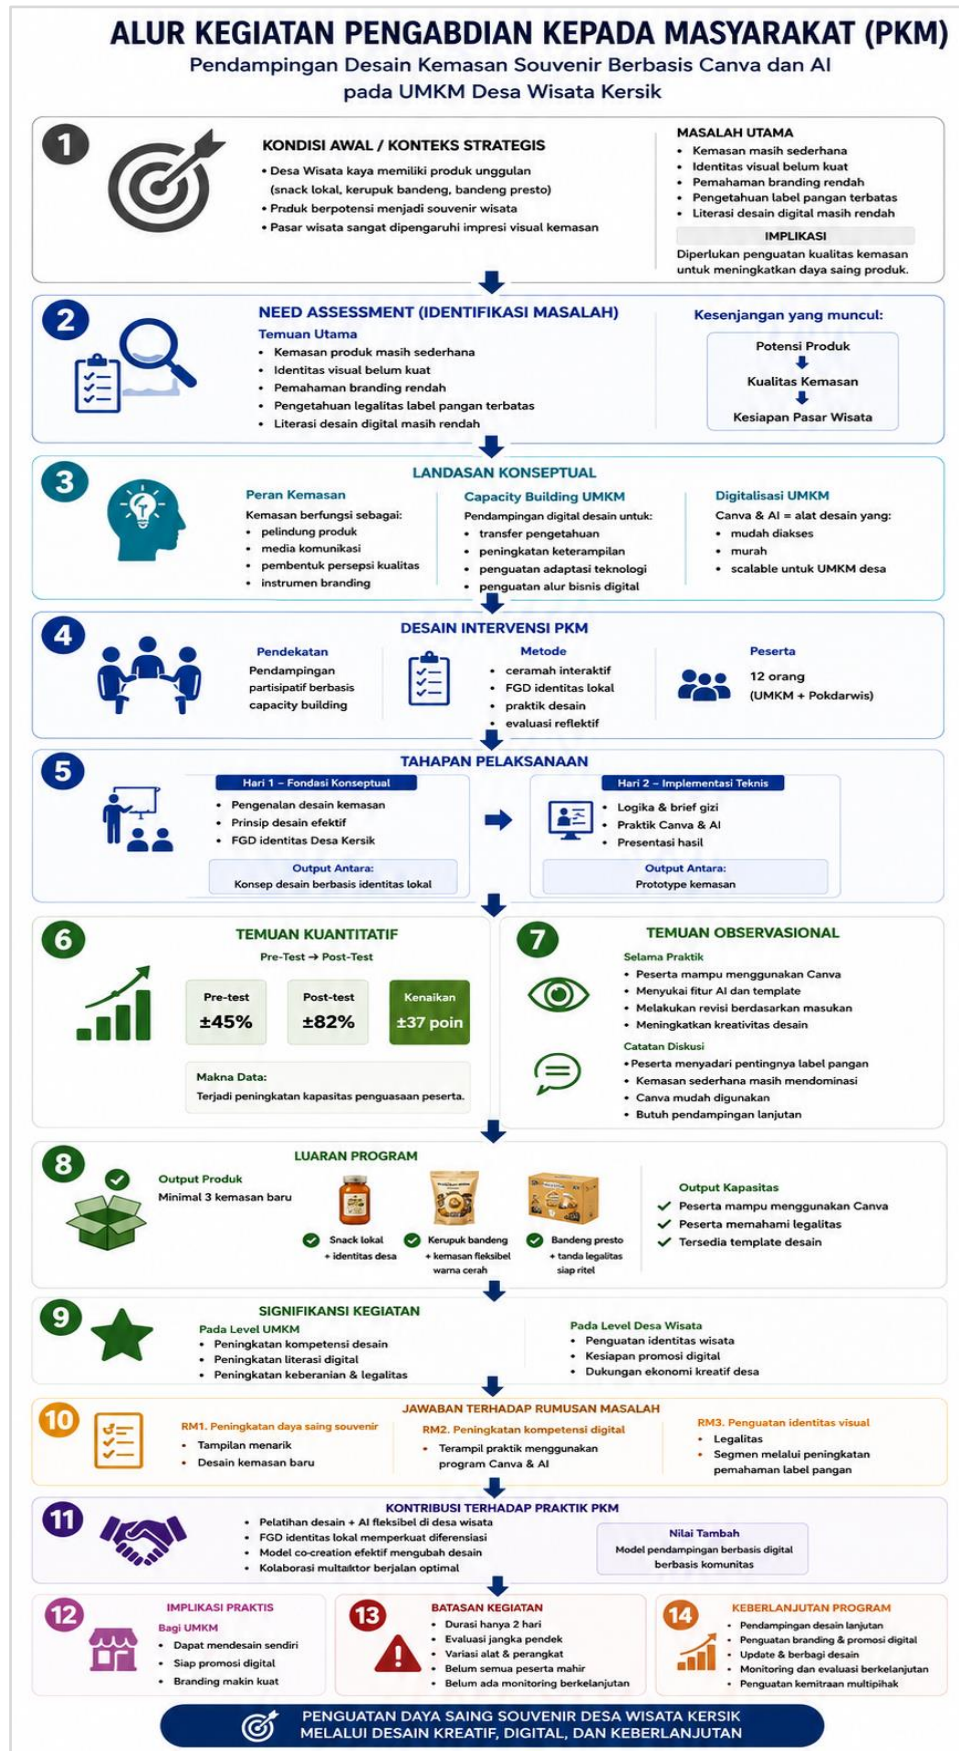 ALUR KEGIATAN PENGABDIAN KEPADA MASYARAKAT (PKM)
Pendampingan Desain Kemasan Souvenir Berbasis Canva dan AI
pada UMKM Desa Wisata Kersik
1
KONDISI AWAL / KONTEKS STRATEGIS
• Desa Wisata kaya memiliki produk unggulan
(snack lokal, kerupuk bandeng, bandeng presto)
• Pruduk berpotensi menjadi souvenir wisata
• Pasar wisata sangat dipengaruhi impresi visual kemasan
MASALAH UTAMA
• Kemasan masih sederhana
• Identitas visual belum kuat
• Pemahaman branding rendah
• Pengetahuan label pangan terbatas
• Literasi desain digital masih rendah
IMPLIKASI
Diperlukan penguatan kualitas kemasan
untuk meningkatkan daya saing produk.
2
NEED ASSESSMENT (IDENTIFIKASI MASALAH)
Temuan Utama
• Kemasan produk masih sederhana
• Identitas visual belum kuat
• Pemahaman branding rendah
• Pengetahuan legalitas label pangan terbatas
• Literasi desain digital masih rendah
Kesenjangan yang muncul:
Potensi Produk
Kualitas Kemasan
Kesiapan Pasar Wisata
3
LANDASAN KONSEPTUAL
Peran Kemasan
Kemasan berfungsi sebagai:
• pelindung produk
• media komunikasi
• pembentuk persepsi kualitas
• instrumen branding
Capacity Building UMKM
Pendampingan digital desain untuk:
• transfer pengetahuan
• peningkatan keterampilan
• penguatan adaptasi teknologi
• penguatan alur bisnis digital
Digitalisasi UMKM
Canva & AI = alat desain yang:
• mudah diakses
• murah
• scalable untuk UMKM desa
4
DESAIN INTERVENSI PKM
Pendekatan
Pendampingan
partisipatif berbasis
capacity building
Metode
• ceramah interaktif
• FGD identitas lokal
• praktik desain
• evaluasi reflektif
Peserta
12 orang
(UMKM + Pokdarwis)
5
TAHAPAN PELAKSANAAN
Hari 1 – Fondasi Konseptual
• Pengenalan desain kemasan
• Prinsip desain efektif
• FGD identitas Desa Kersik
Output Antara:
Konsep desain berbasis identitas lokal
Hari 2 – Implementasi Teknis
• Logika & brief gizi
• Praktik Canva & AI
• Presentasi hasil
Output Antara:
Prototype kemasan
6
TEMUAN KUANTITATIF
Pre-Test → Post-Test
Pre-test
±45%
Post-test
±82%
Kenaikan
±37 poin
Makna Data:
Terjadi peningkatan kapasitas penguasaan peserta.
7
TEMUAN OBSERVASIONAL
Selama Praktik
• Peserta mampu menggunakan Canva
• Menyukai fitur AI dan template
• Melakukan revisi berdasarkan masukan
• Meningkatkan kreativitas desain
Catatan Diskusi
• Peserta menyadari pentingnya label pangan
• Kemasan sederhana masih mendominasi
• Canva mudah digunakan
• Butuh pendampingan lanjutan
8
LUARAN PROGRAM
Output Produk
Minimal 3 kemasan baru
Snack lokal
+ identitas desa
Kerupuk bandeng
+ kemasan fleksibel
warna cerah
Bandeng presto
+ tanda legalitas
siap ritel
Output Kapasitas
Peserta mampu menggunakan Canva
Peserta memahami legalitas
Tersedia template desain
9
SIGNIFIKANSI KEGIATAN
Pada Level UMKM
• Peningkatan kompetensi desain
• Peningkatan literasi digital
• Peningkatan keberanian & legalitas
Pada Level Desa Wisata
• Penguatan identitas wisata
• Kesiapan promosi digital
• Dukungan ekonomi kreatif desa
10
JAWABAN TERHADAP RUMUSAN MASALAH
RM1. Peningkatan daya saing souvenir
• Tampilan menarik
• Desain kemasan baru
RM2. Peningkatan kompetensi digital
• Terampil praktik menggunakan
program Canva & AI
RM3. Penguatan identitas visual
• Legalitas
• Segmen melalui peningkatan
pemahaman label pangan
11
KONTRIBUSI TERHADAP PRAKTIK PKM
• Pelatihan desain + AI fleksibel di desa wisata
• FGD identitas lokal memperkuat diferensiasi
• Model co-creation efektif mengubah desain
• Kolaborasi berjalan optimal
Nilai Tambah
Model pendampingan berbasis digital
berbasis komunitas
12
IMPLIKASI PRAKTIS
Bagi UMKM
• Dapat mendesain sendiri
• Siap promosi digital
• Branding makin kuat
13
BATASAN KEGIATAN
• Durasi hanya 2 hari
• Evaluasi jangka pendek
• Variasi alat & perangkat
• Belum semua peserta mahir
• Belum ada monitoring berkelanjutan
14
KEBERLANJUTAN PROGRAM
• Pendampingan desain lanjutan
• Penguatan branding & promosi digital
• Update & berbagi desain
• Monitoring dan evaluasi berkelanjutan
• Penguatan kemitraan multipihak
PENGUATAN DAYA SAING SOUVENIR DESA WISATA KERSIK
MELALUI DESAIN KREATIF, DIGITAL, DAN KEBERLANJUTAN